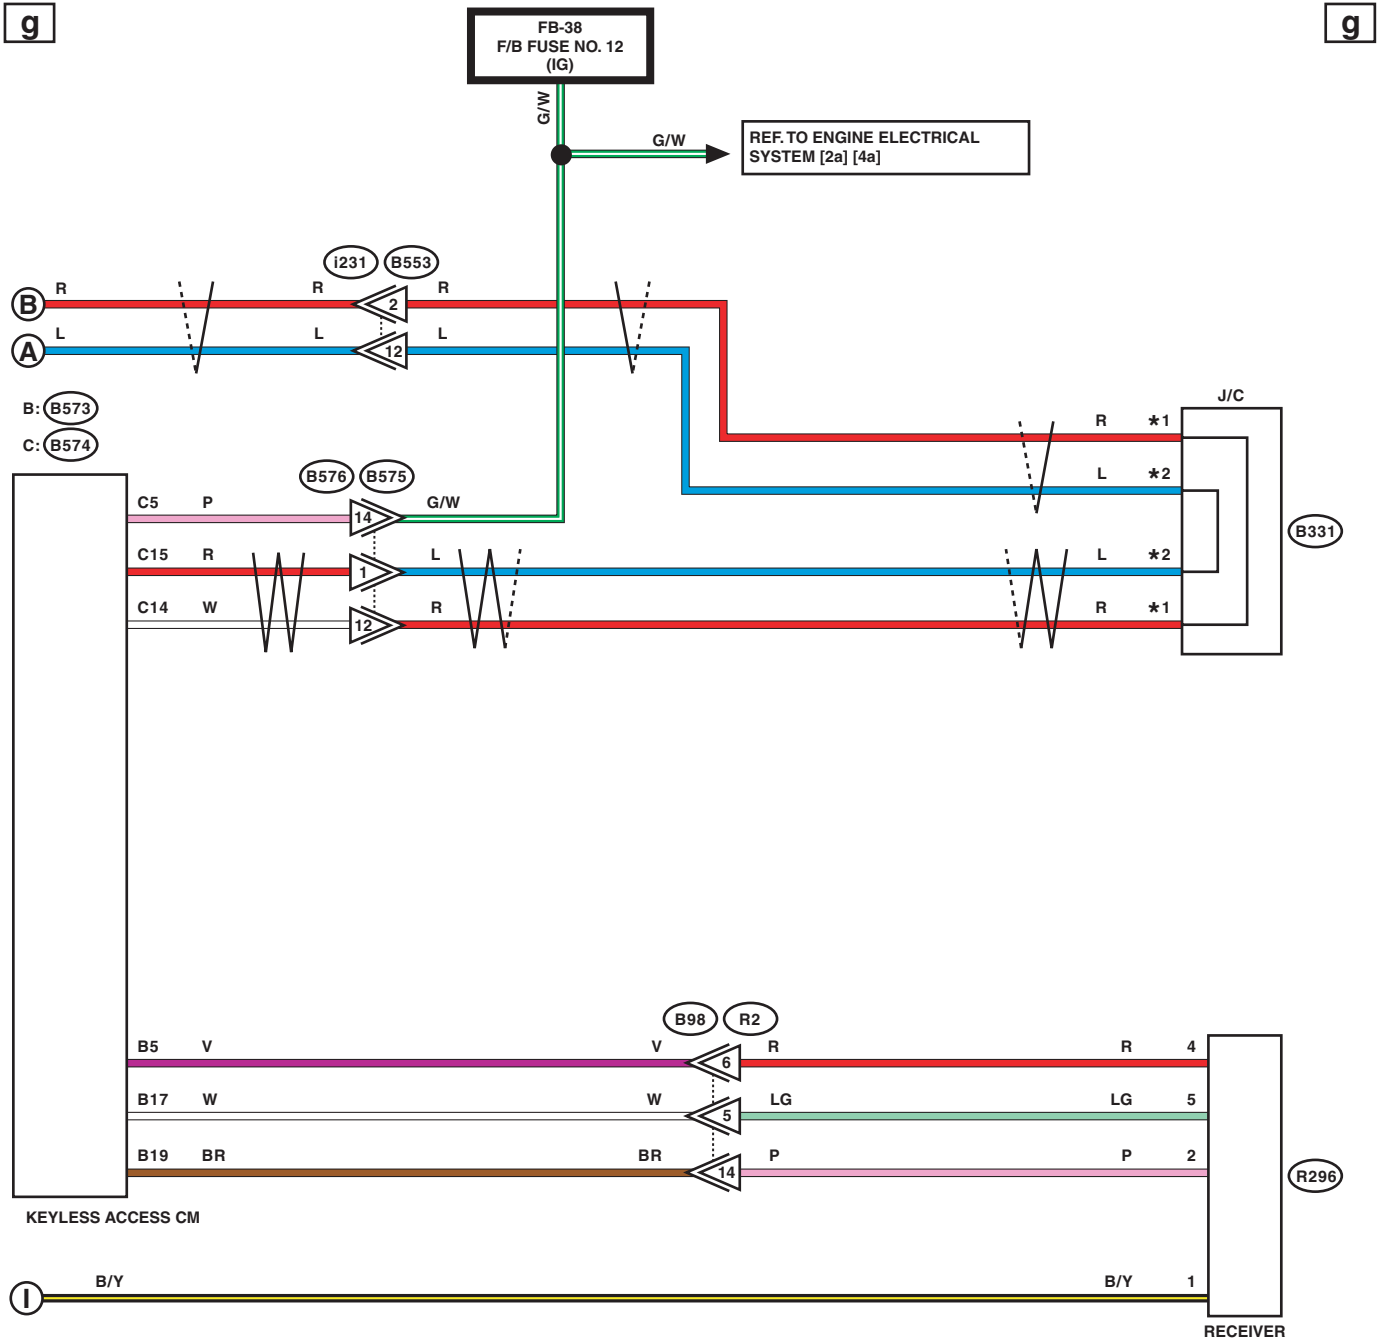 g
g
FB-38
F/B FUSE NO. 12
(IG)
G/W
G/W
REF. TO ENGINE ELECTRICAL
SYSTEM [2a] [4a]
i231 B553
B R R 2 R
A L L 12 L
B: B573
C: B574
J/C
R *1
L *2
B331
L *2
R *1
B576 B575
C5 P 14 G/W
C15 R 1 L
C14 W 12 R
B98 R2
B5 V V 6 R R 4
B17 W W 5 LG LG 5
B19 BR BR 14 P P 2
R296
KEYLESS ACCESS CM
I B/Y B/Y 1
RECEIVER